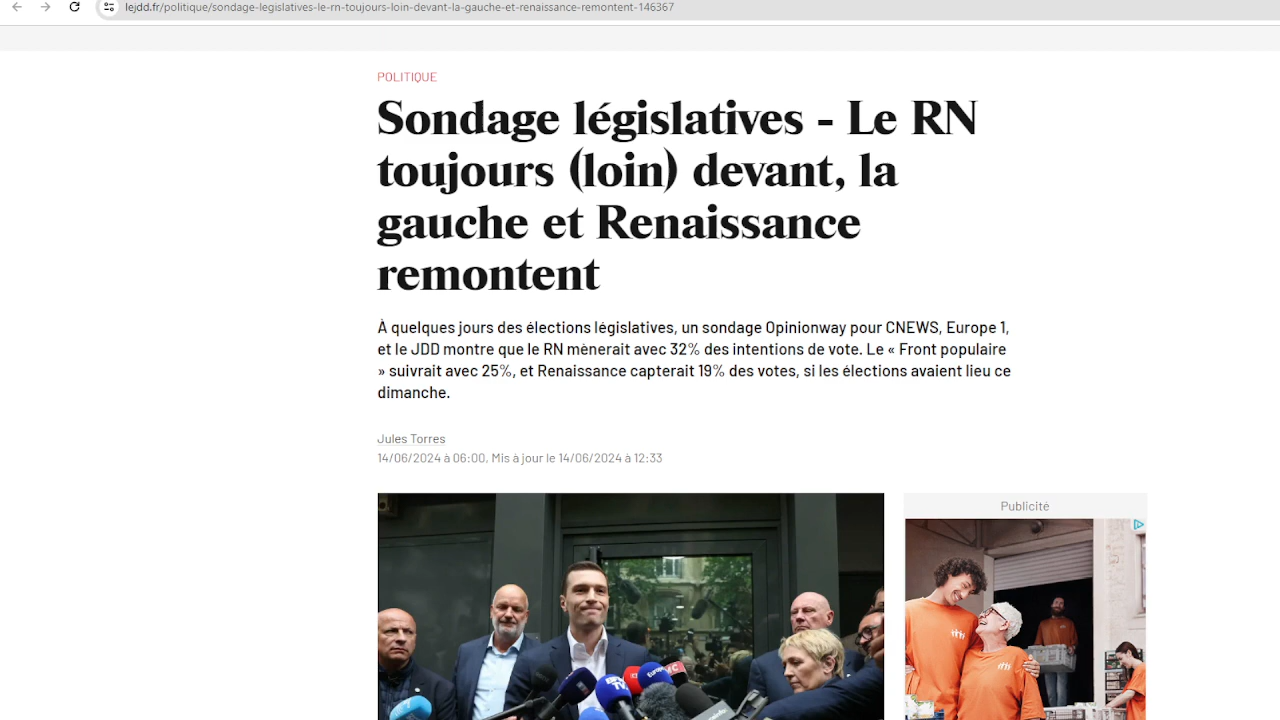 lejdd.fr/politique/sondage-legislatives-le-rn-toujours-loin-devant-la-gauche-et-renaissance-remontent-146367
POLITIQUE
Sondage législatives - Le RN
toujours (loin) devant, la
gauche et Renaissance
remontent
À quelques jours des élections législatives, un sondage Opinionway pour CNEWS, Europe 1,
et le JDD montre que le RN mènerait avec 32% des intentions de vote. Le « Front populaire
» suivrait avec 25%, et Renaissance capterait 19% des votes, si les élections avaient lieu ce
dimanche.
Jules Torres
14/06/2024 à 06:00, Mis à jour le 14/06/2024 à 12:33
Publicité